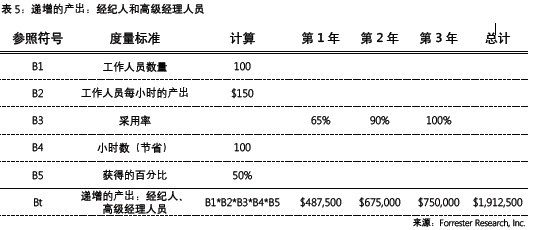 表 5：递增的产出：经纪人和高级经理人员
参照符号 度量标准 计算 第 1 年 第 2 年 第 3 年 总计
B1 工作人员数量 100
B2 工作人员每小时的产出 $150
B3 采用率 65% 90% 100%
B4 小时数（节省） 100
B5 获得的百分比 50%
Bt 递增的产出：经纪人、高级经理人员 B1*B2*B3*B4*B5 $487,500 $675,000 $750,000 $1,912,500
来源：Forrester Research, Inc.